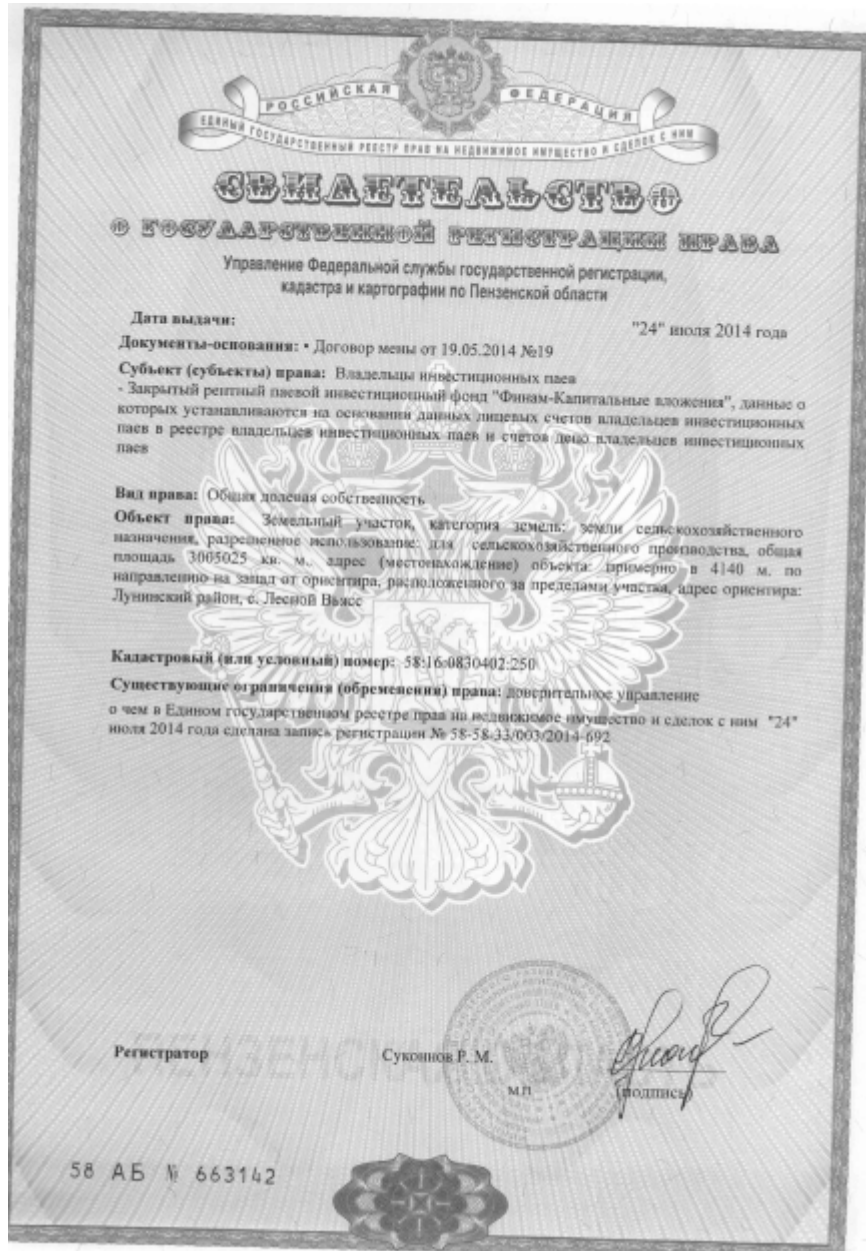 РОССИЙСКАЯ ФЕДЕРАЦИЯ
ЕДИНЫЙ ГОСУДАРСТВЕННЫЙ РЕЕСТР ПРАВ НА НЕДВИЖИМОЕ ИМУЩЕСТВО И СДЕЛОК С НИМ
СВИДЕТЕЛЬСТВО
О ГОСУДАРСТВЕННОЙ РЕГИСТРАЦИИ ПРАВА
Управление Федеральной службы государственной регистрации,
кадастра и картографии по Пензенской области
Дата выдачи: "24" июля 2014 года
Документы-основания: • Договор мены от 19.05.2014 №19
Субъект (субъекты) права: Владельцы инвестиционных паев
- Закрытый рентный паевой инвестиционный фонд "Финам-Капитальные вложения", данные о
которых устанавливаются на основании данных лицевых счетов владельцев инвестиционных
паев в реестре владельцев инвестиционных паев и счетов депо владельцев инвестиционных
паев
Вид права: Общая долевая собственность
Объект права: Земельный участок, категория земель: земли сельскохозяйственного
назначения, разрешенное использование: для сельскохозяйственного производства, общая
площадь 3005025 кв. м., адрес (местонахождение) объекта: примерно в 4140 м. по
направлению на запад от ориентира, расположенного за пределами участка, адрес ориентира:
Лунинский район, с. Лесной Вьясс
Кадастровый (или условный) номер: 58:16:0830402:250
Существующие ограничения (обременения) права: доверительное управление
о чем в Едином государственном реестре прав на недвижимое имущество и сделок с ним "24"
июля 2014 года сделана запись регистрации № 58-58-33/003/2014-692
Регистратор Суконнов Р. М.
м.п. (подпись)
58 АБ № 663142